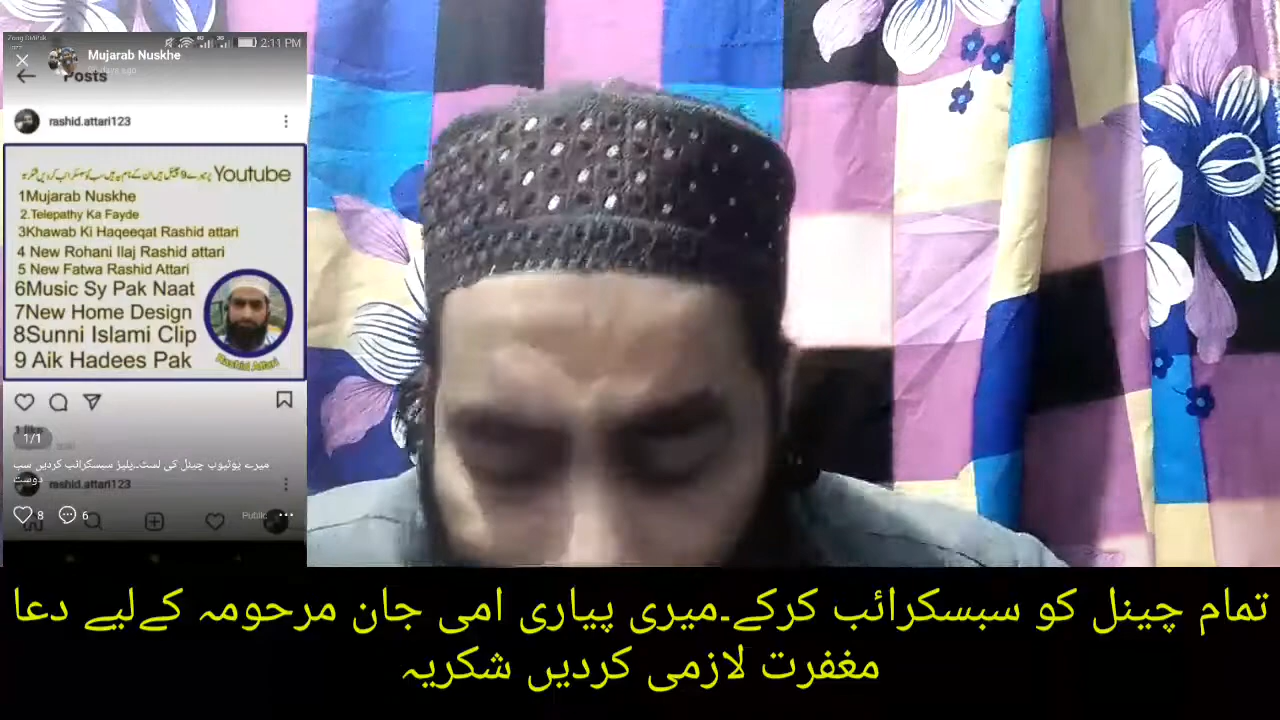 2:11 PM
Mujarab Nuskhe
Posts
rashid.attari123
Youtube
1Mujarab Nuskhe
2.Telepathy Ka Fayde
3Khawab Ki Haqeeqat Rashid attari
4 New Rohani Ilaj Rashid attari
5 New Fatwa Rashid Attari
6Music Sy Pak Naat
7New Home Design
8Sunni Islami Clip
9 Aik Hadees Pak
Rashid Attari
1/1
میرے یوٹیوب چینل کی لسٹ۔پلیز سبسکرائب کردیں سب
دوست
rashid.attari123
8
6
Public
تمام چینل کو سبسکرائب کرکے۔میری پیاری امی جان مرحومہ کےلیے دعا
مغفرت لازمی کردیں شکریہ